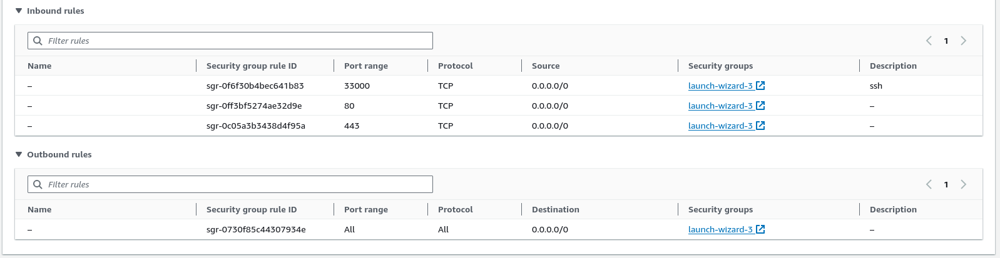 Inbound rules
Filter rules
1
Name Security group rule ID Port range Protocol Source Security groups Description
– sgr-0f6f30b4bec641b83 33000 TCP 0.0.0.0/0 launch-wizard-3 ssh
– sgr-0ff3bf5274ae32d9e 80 TCP 0.0.0.0/0 launch-wizard-3 –
– sgr-0c05a3b3438d4f95a 443 TCP 0.0.0.0/0 launch-wizard-3 –
Outbound rules
Filter rules
1
Name Security group rule ID Port range Protocol Destination Security groups Description
– sgr-0730f85c44307934e All All 0.0.0.0/0 launch-wizard-3 –